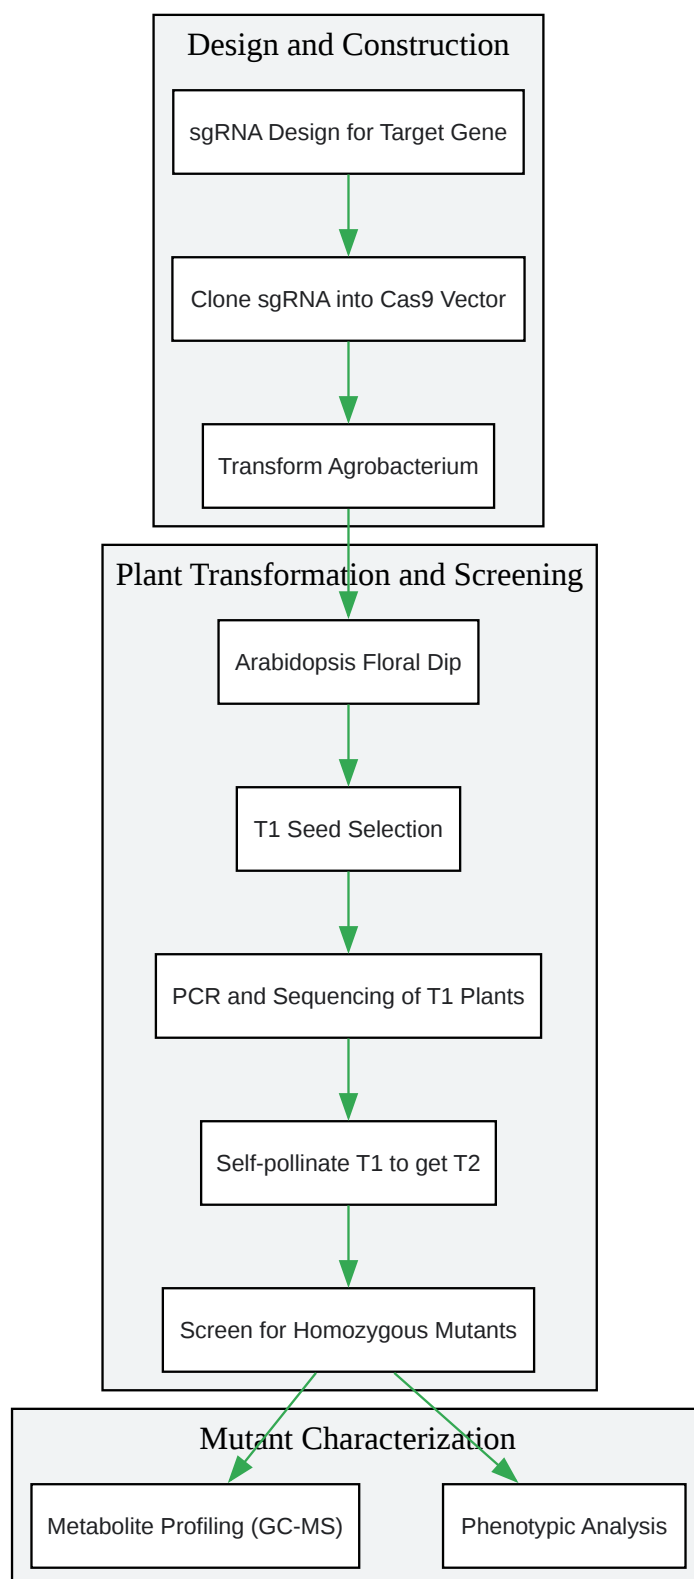 Design and Construction
sgRNA Design for Target Gene
Clone sgRNA into Cas9 Vector
Transform Agrobacterium
Plant Transformation and Screening
Arabidopsis Floral Dip
T1 Seed Selection
PCR and Sequencing of T1 Plants
Self-pollinate T1 to get T2
Screen for Homozygous Mutants
Mutant Characterization
Metabolite Profiling (GC-MS)
Phenotypic Analysis